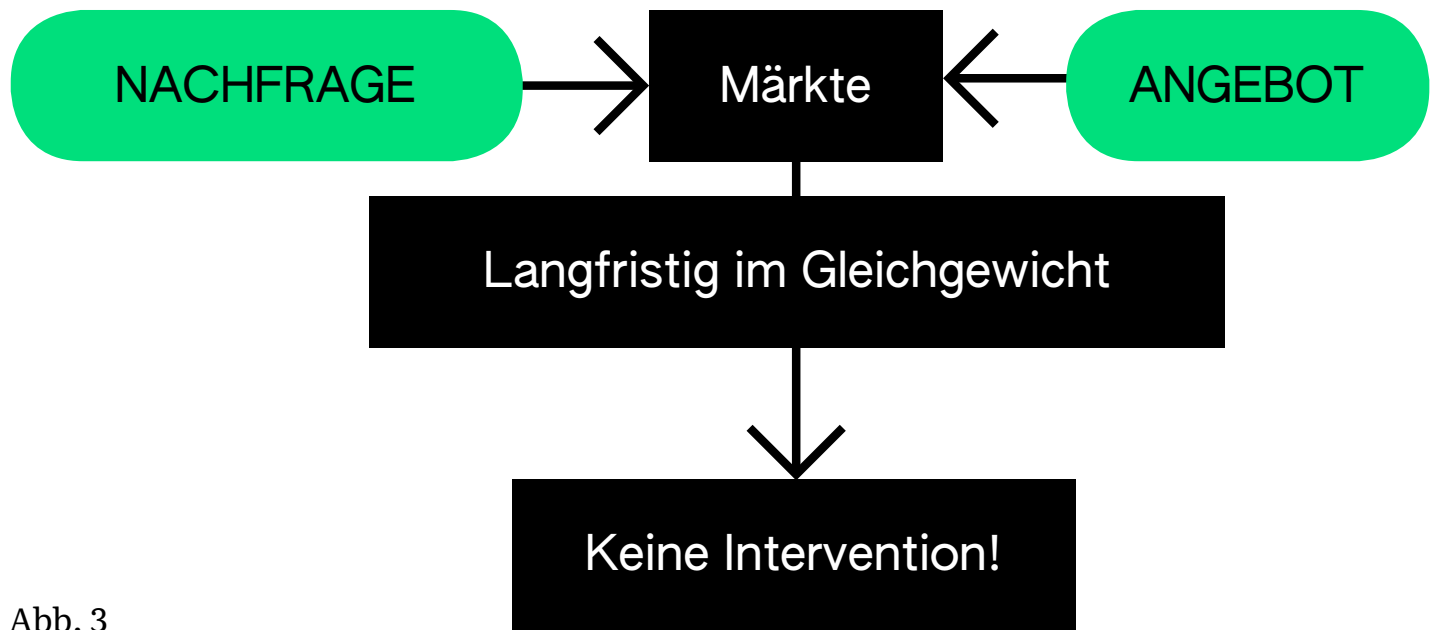 NACHFRAGE
Märkte
ANGEBOT
Langfristig im Gleichgewicht
Keine Intervention!
Abb. 3